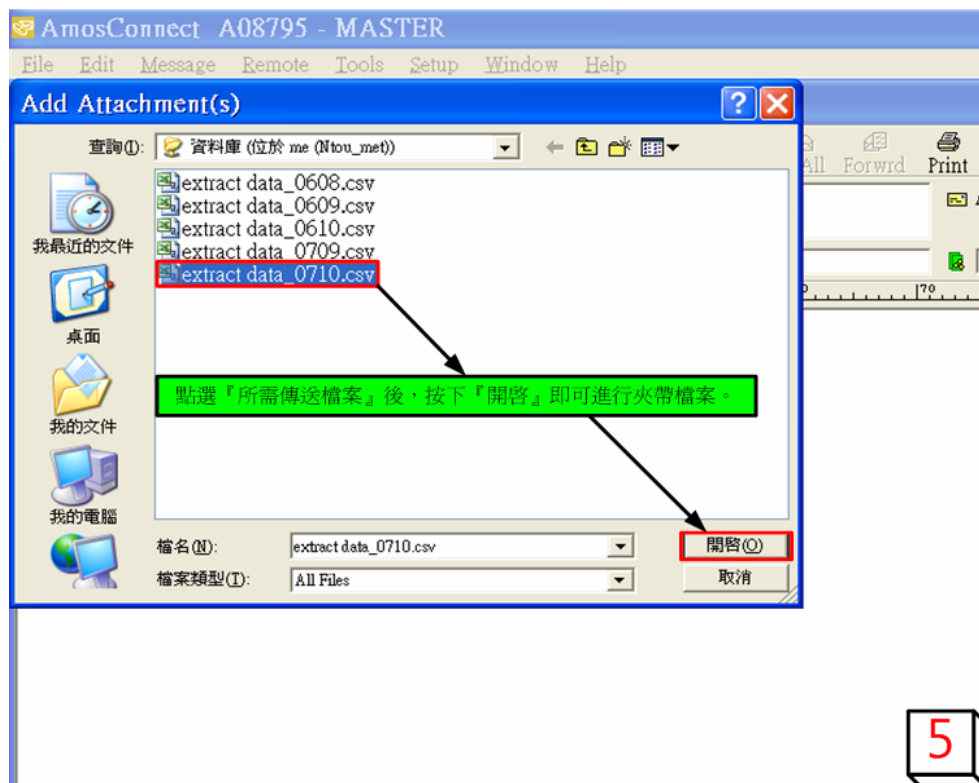 AmosConnect A08795 - MASTER
File Edit Message Remote Tools Setup Window Help
Add Attachment(s)
查詢(I): 資料庫 (位於 me (Ntou_met))
All Forwrd Print
extract data_0608.csv
extract data_0609.csv
extract data_0610.csv
extract data_0709.csv
extract data_0710.csv
我最近的文件
桌面
我的文件
我的電腦
70
點選『所需傳送檔案』後，按下『開啓』即可進行夾帶檔案。
檔名(N): extract data_0710.csv 開啓(O)
檔案類型(T): All Files 取消
5